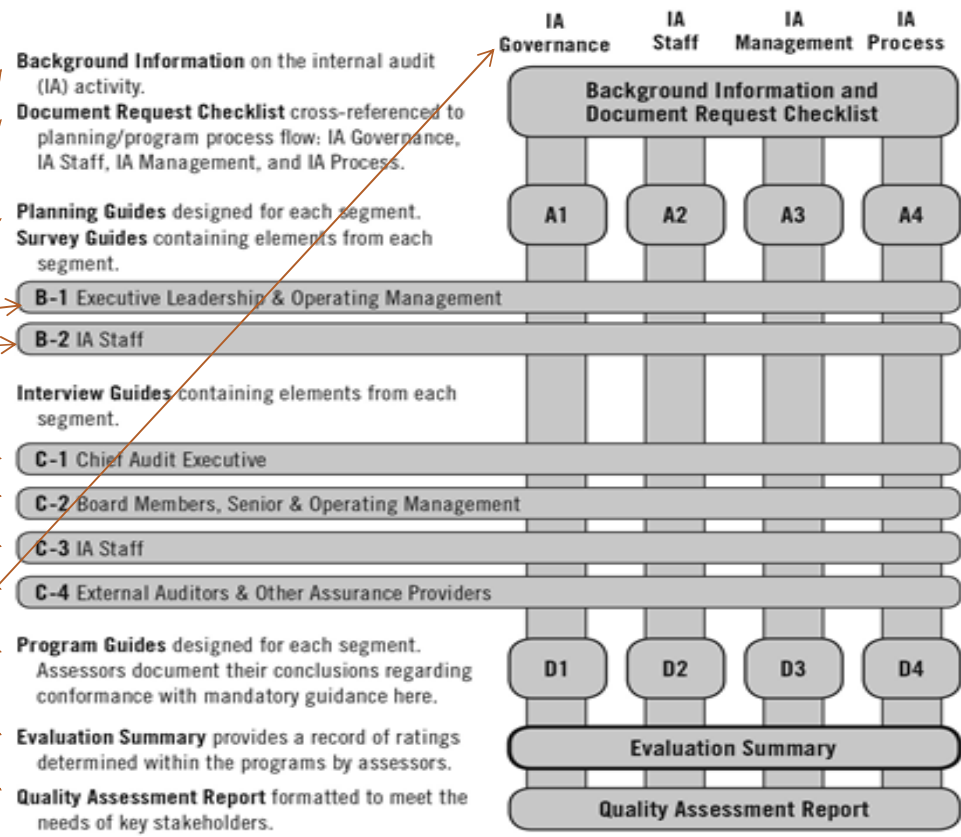 IA Governance
IA Staff
IA Management
IA Process
Background Information on the internal audit
(IA) activity.
Document Request Checklist cross-referenced to
planning/program process flow: IA Governance,
IA Staff, IA Management, and IA Process.
Background Information and
Document Request Checklist
Planning Guides designed for each segment.
Survey Guides containing elements from each
segment.
A1
A2
A3
A4
B-1 Executive Leadership & Operating Management
B-2 IA Staff
Interview Guides containing elements from each
segment.
C-1 Chief Audit Executive
C-2 Board Members, Senior & Operating Management
C-3 IA Staff
C-4 External Auditors & Other Assurance Providers
Program Guides designed for each segment.
Assessors document their conclusions regarding
conformance with mandatory guidance here.
D1
D2
D3
D4
Evaluation Summary provides a record of ratings
determined within the programs by assessors.
Evaluation Summary
Quality Assessment Report formatted to meet the
needs of key stakeholders.
Quality Assessment Report